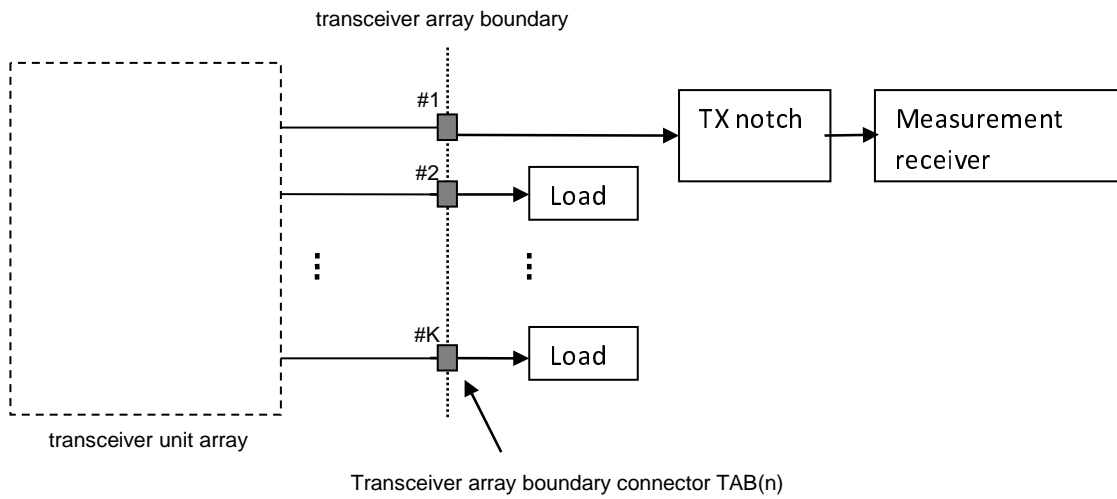 transceiver array boundary
#1
TX notch
Measurement
receiver
#2
Load
#K
Load
transceiver unit array
Transceiver array boundary connector TAB(n)